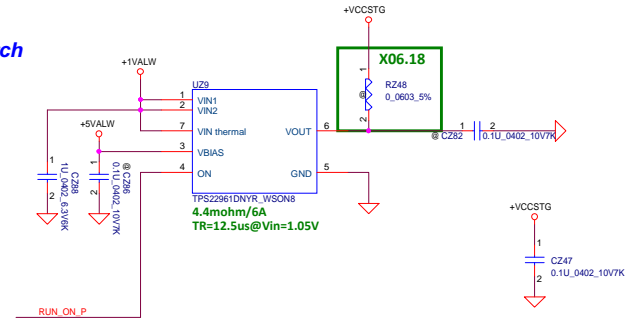 +VCCSTG
tch
X06.18
+1VALW
UZ9
1
RZ48
@
0_0603_5%
2
1
2
VIN1
VIN2
+5VALW
7
VIN thermal
VOUT
6
1
2
@ CZ82
0.1U_0402_10V7K
3
VBIAS
4
ON
GND
5
1
2
CZ88
1U_0402_6.3V6K
1
2
@ CZ86
0.1U_0402_10V7K
TPS22961DNYR_WSON8
4.4mohm/6A
TR=12.5us@Vin=1.05V
+VCCSTG
1
CZ47
0.1U_0402_10V7K
2
RUN_ON_P